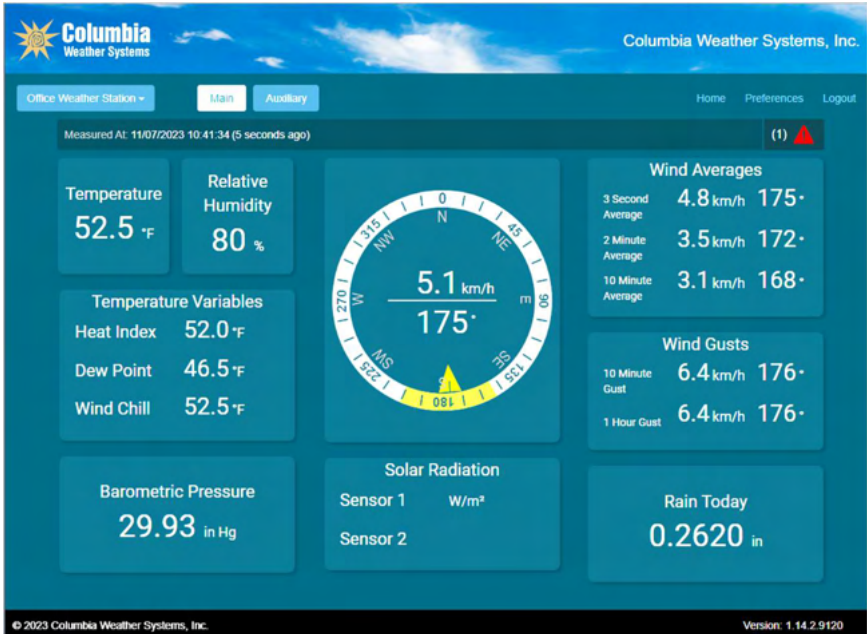 Columbia
Weather Systems
Columbia Weather Systems, Inc.
Office Weather Station
Main
Auxiliary
Home
Preferences
Logout
Measured At: 11/07/2023 10:41:34 (5 seconds ago)
(1)
Temperature
52.5 °F
Relative
Humidity
80 %
Temperature Variables
Heat Index 52.0 °F
Dew Point 46.5 °F
Wind Chill 52.5 °F
Barometric Pressure
29.93 in Hg
0
N
45
NE
90
135
SE
180
S
225
SW
270
W
315
NW
5.1 km/h
175°
Solar Radiation
Sensor 1 W/m²
Sensor 2
Wind Averages
3 Second
Average
4.8 km/h 175°
2 Minute
Average
3.5 km/h 172°
10 Minute
Average
3.1 km/h 168°
Wind Gusts
10 Minute
Gust
6.4 km/h 176°
1 Hour Gust 6.4 km/h 176°
Rain Today
0.2620 in
© 2023 Columbia Weather Systems, Inc.
Version: 1.14.2.9120